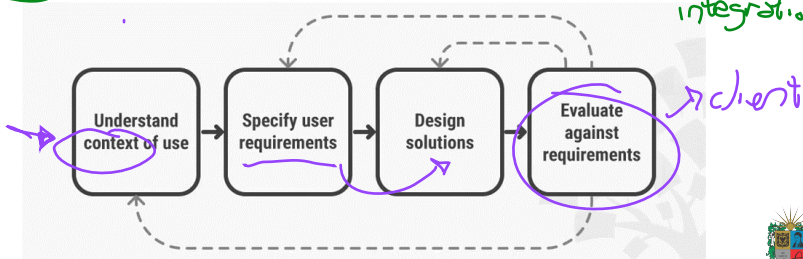 integratio
Understand
context of use
Specify user
requirements
Design
solutions
Evaluate
against
requirements
client